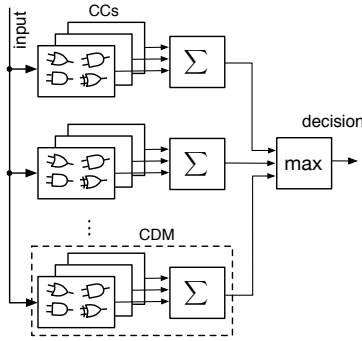 CCs
input
Σ
decision
Σ
max
...
CDM
Σ